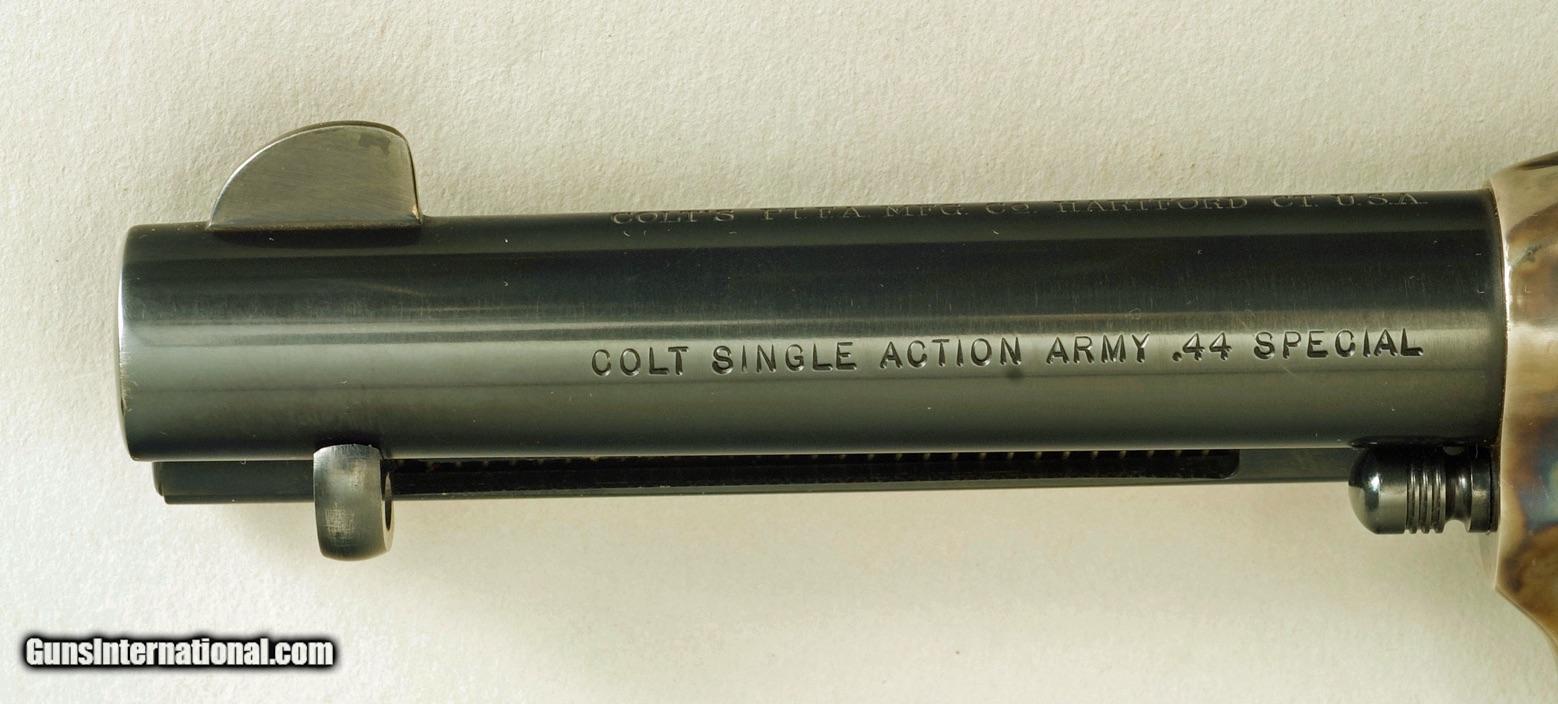 COLT'S PT. F.A. MFG. Co. HARTFORD CT. U.S.A.
COLT SINGLE ACTION ARMY .44 SPECIAL
GunsInternational.com